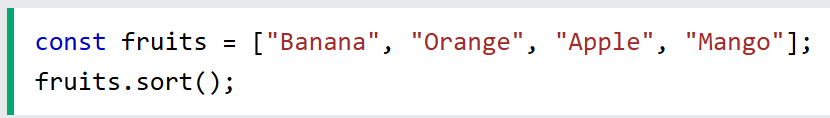 const fruits = ["Banana", "Orange", "Apple", "Mango"];
fruits.sort();